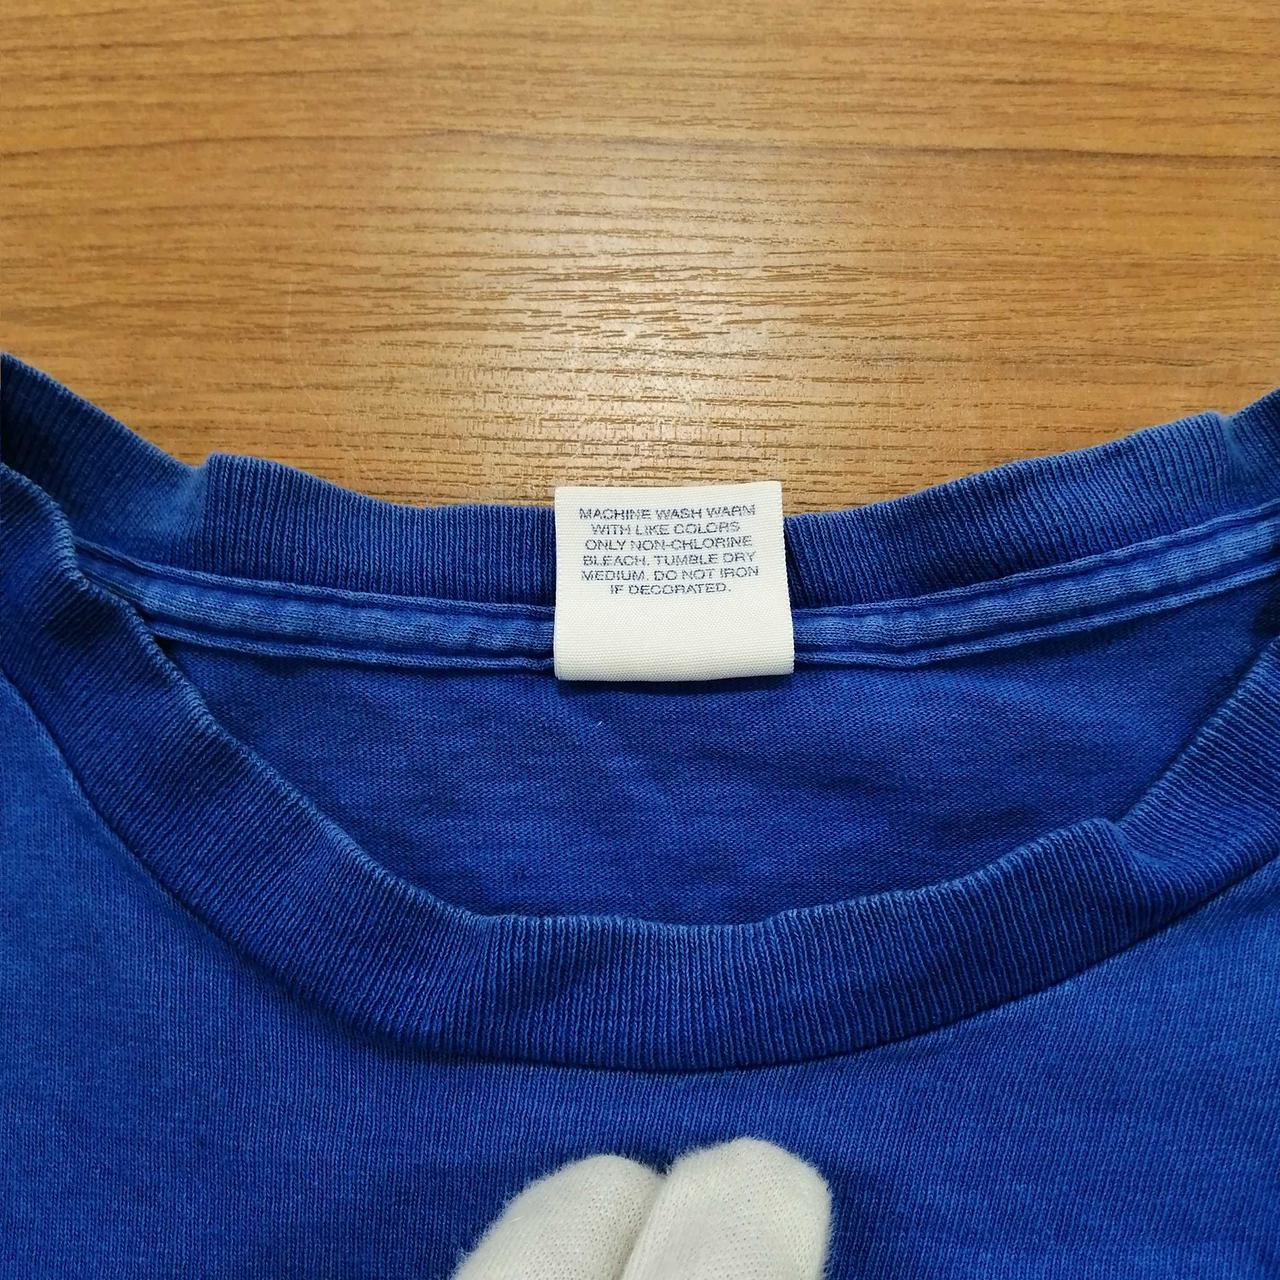 MACHINE WASH WARM
WITH LIKE COLORS
ONLY NON-CHLORINE
BLEACH. TUMBLE DRY
MEDIUM. DO NOT IRON
IF DECORATED.